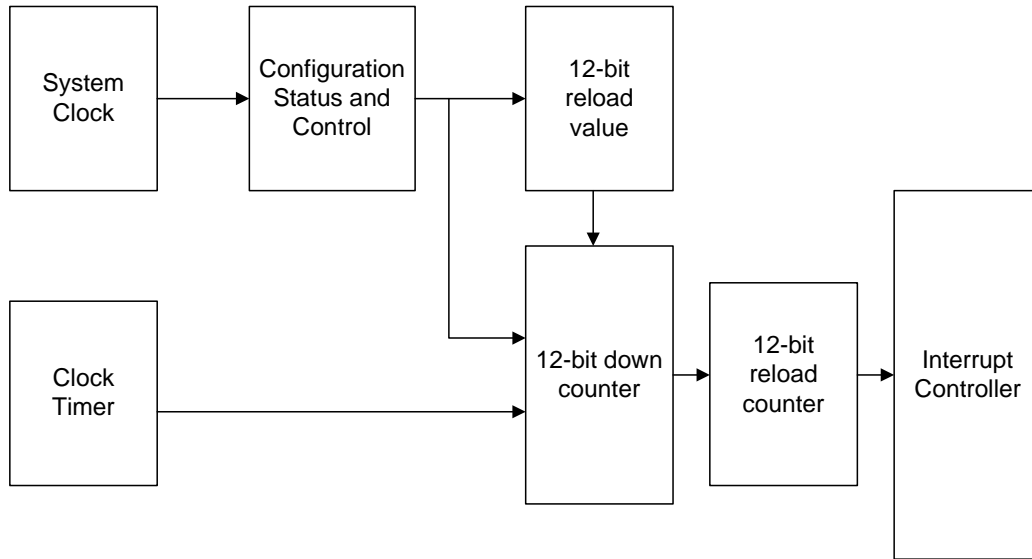 System
Clock
Configuration
Status and
Control
12-bit
reload
value
Clock
Timer
12-bit down
counter
12-bit
reload
counter
Interrupt
Controller